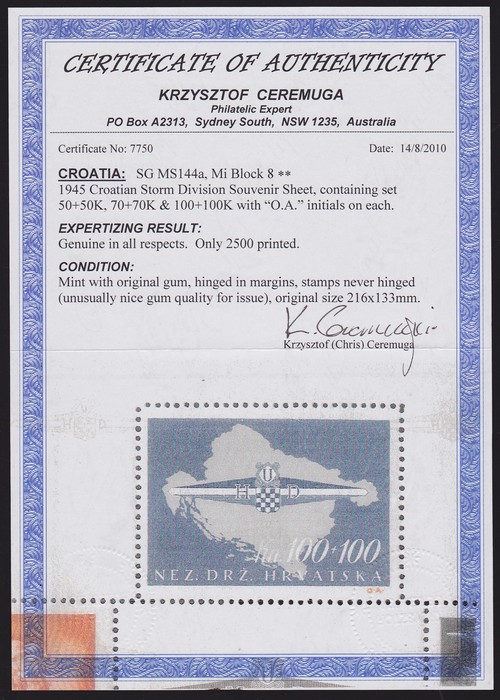 CERTIFICATE OF AUTHENTICITY
KRZYSZTOF CEREMUGA
Philatelic Expert
PO Box A2313, Sydney South, NSW 1235, Australia
Certificate No: 7750 Date: 14/8/2010
CROATIA: SG MS144a, Mi Block 8 **
1945 Croatian Storm Division Souvenir Sheet, containing set
50+50K, 70+70K & 100+100K with “O.A.” initials on each.
EXPERTIZING RESULT:
Genuine in all respects. Only 2500 printed.
CONDITION:
Mint with original gum, hinged in margins, stamps never hinged
(unusually nice gum quality for issue), original size 216x133mm.
K. Ceremuga
Krzysztof (Chris) Ceremuga
U
H D
U
H D
U
H D
kn 100+100
NEZ. DRŽ. HRVATSKA
O.A.